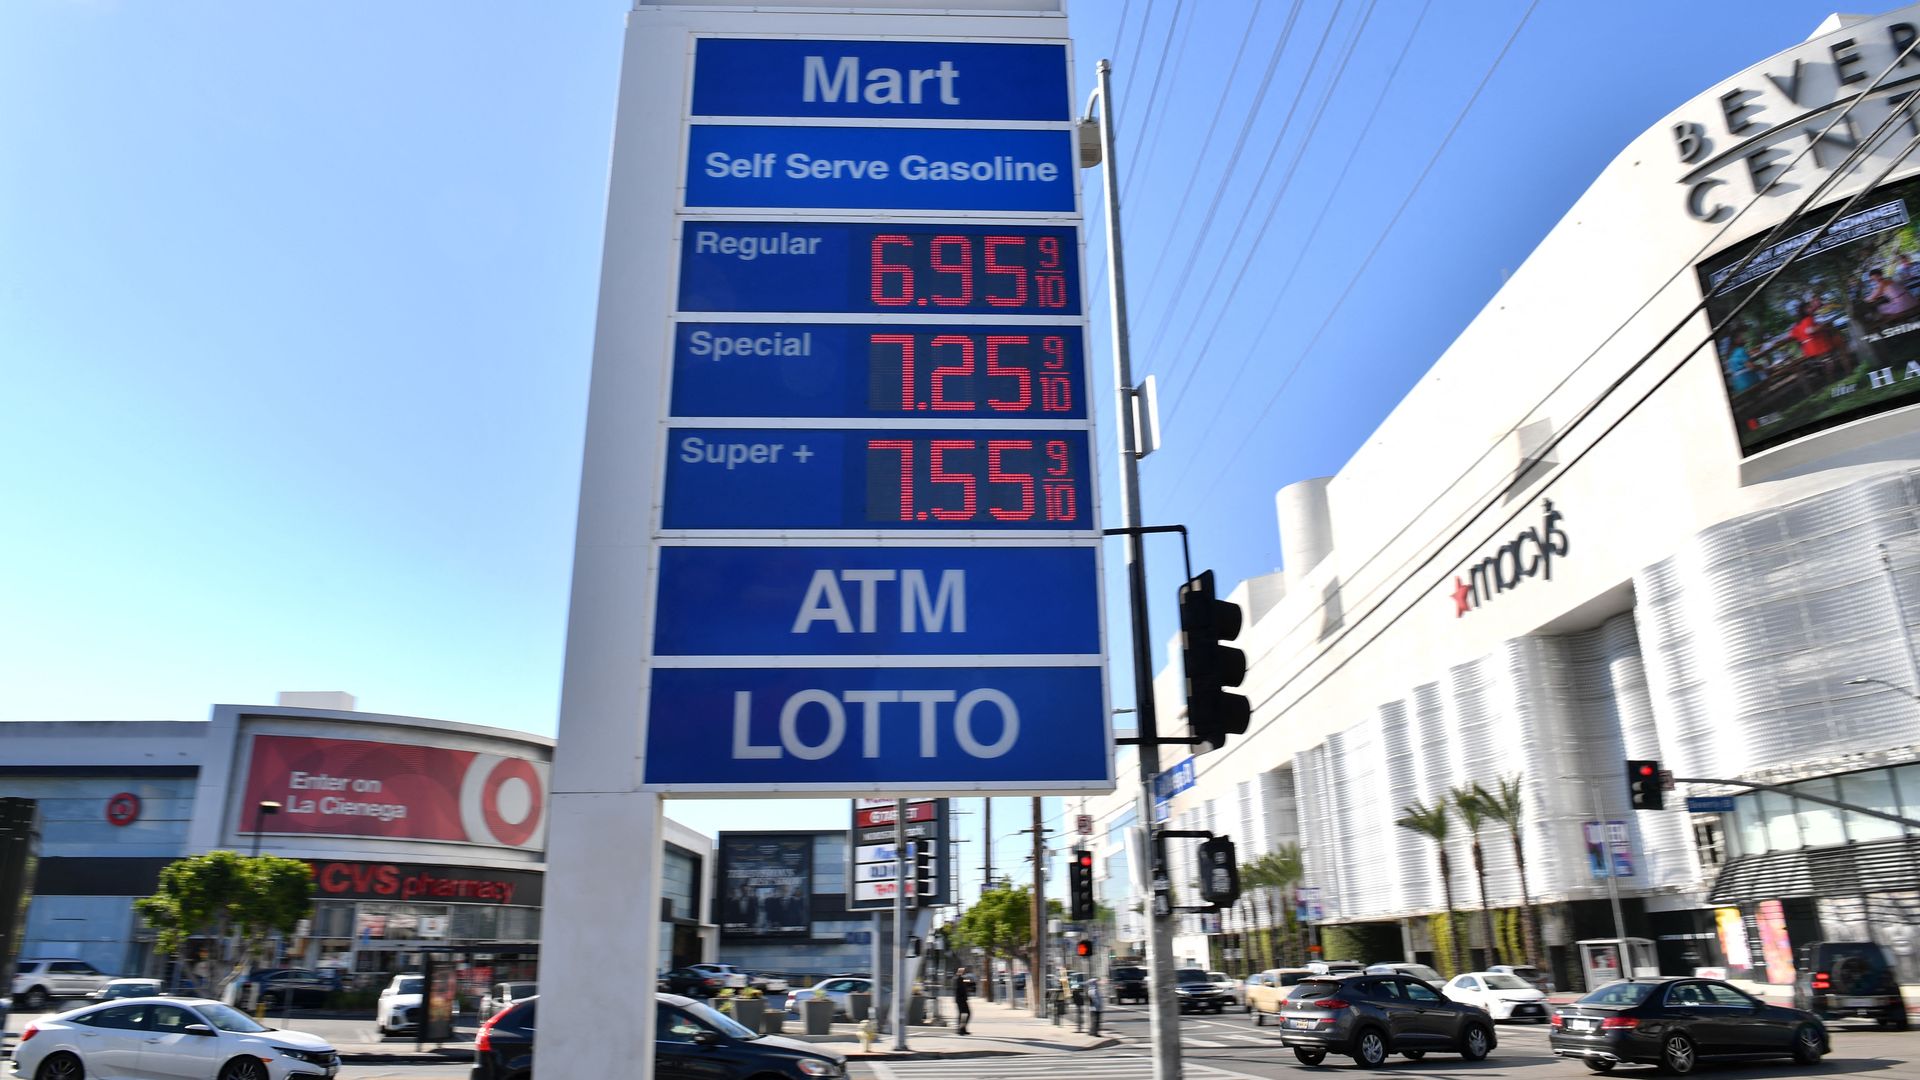 Mart
Self Serve Gasoline
Regular 6.95 9/10
Special 7.25 9/10
Super + 7.55 9/10
ATM
LOTTO
BEVER
CENT
macy's
Enter on
La Cienega
CVS pharmacy